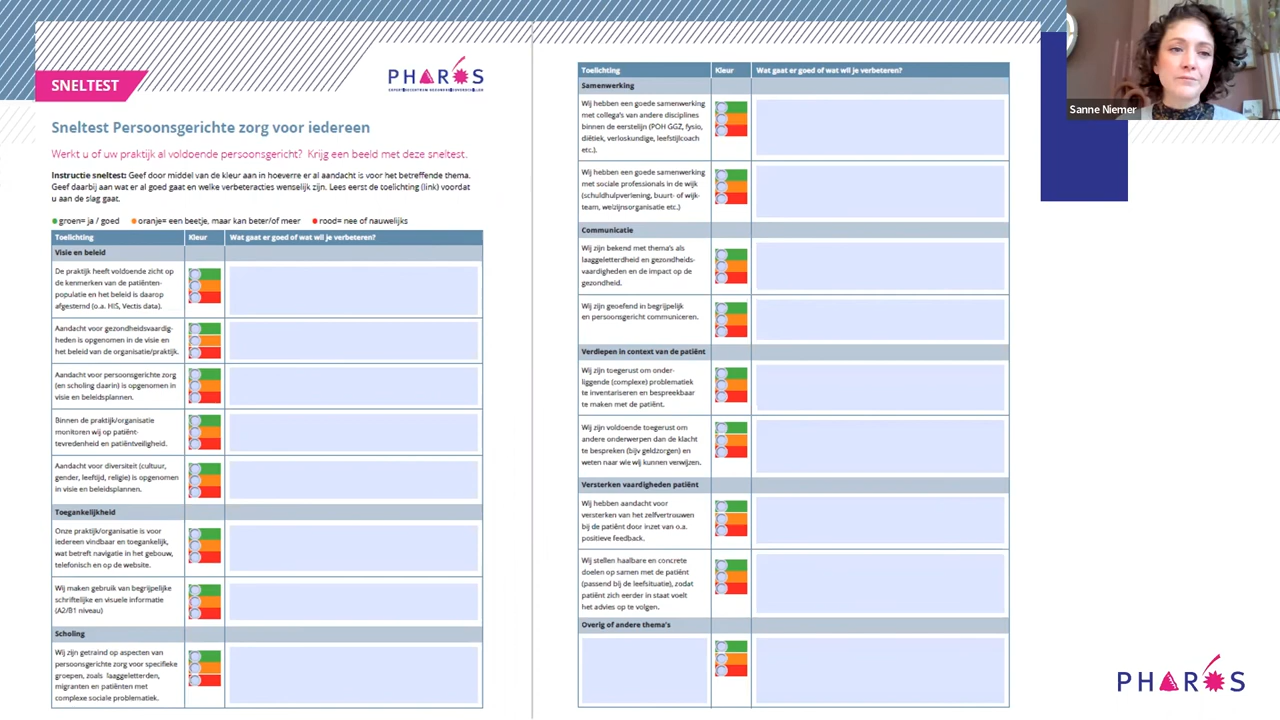 SNELTEST
PHAROS
EXPERTISECENTRUM GEZONDHEIDSVERSCHILLEN
Sneltest Persoonsgerichte zorg voor iedereen
Werkt u of uw praktijk al voldoende persoonsgericht? Krijg een beeld met deze sneltest.
Instructie sneltest: Geef door middel van de kleur aan in hoeverre er al aandacht is voor het betreffende thema.
Geef daarbij aan wat er al goed gaat en welke verbeteracties wenselijk zijn. Lees eerst de toelichting (link) voordat
u aan de slag gaat.
groen= ja / goed oranje= een beetje, maar kan beter/of meer rood= nee of nauwelijks
Toelichting Kleur Wat gaat er goed of wat wil je verbeteren?
Visie en beleid
De praktijk heeft voldoende zicht op
de kenmerken van de patiënten-
populatie en het beleid is daarop
afgestemd (o.a. HIS, Vectis data).
Aandacht voor gezondheidsvaardig-
heden is opgenomen in de visie en
het beleid van de organisatie/praktijk.
Aandacht voor persoonsgerichte zorg
(en scholing daarin) is opgenomen in
visie en beleidsplannen.
Binnen de praktijk/organisatie
monitoren wij op patiënt-
tevredenheid en patiëntveiligheid.
Aandacht voor diversiteit (cultuur,
gender, leeftijd, religie) is opgenomen
in visie en beleidsplannen.
Toegankelijkheid
Onze praktijk/organisatie is voor
iedereen vindbaar en toegankelijk,
wat betreft navigatie in het gebouw,
telefonisch en op de website.
Wij maken gebruik van begrijpelijke
schriftelijke en visuele informatie
(A2/B1 niveau)
Scholing
Wij zijn getraind op aspecten van
persoonsgerichte zorg voor specifieke
groepen, zoals laaggeletterden,
migranten en patiënten met
complexe sociale problematiek.
Toelichting Kleur Wat gaat er goed of wat wil je verbeteren?
Samenwerking
Wij hebben een goede samenwerking
met collega's van andere disciplines
binnen de eerstelijn (POH GGZ, fysio,
diëtiek, verloskundige, leefstijlcoach
etc.).
Wij hebben een goede samenwerking
met sociale professionals in de wijk
(schuldhulpverlening, buurt- of wijk-
team, welzijnsorganisatie etc.)
Communicatie
Wij zijn bekend met thema's als
laaggeletterdheid en gezondheids-
vaardigheden en de impact op de
gezondheid.
Wij zijn geoefend in begrijpelijk
en persoonsgericht communiceren.
Verdiepen in context van de patiënt
Wij zijn toegerust om onder-
liggende (complexe) problematiek
te inventariseren en bespreekbaar
te maken met de patiënt.
Wij zijn voldoende toegerust om
andere onderwerpen dan de klacht
te bespreken (bijv geldzorgen) en
weten naar wie wij kunnen verwijzen.
Versterken vaardigheden patiënt
Wij hebben aandacht voor
versterken van het zelfvertrouwen
bij de patiënt door inzet van o.a.
positieve feedback.
Wij stellen haalbare en concrete
doelen op samen met de patiënt
(passend bij de leefsituatie), zodat
patiënt zich eerder in staat voelt
het advies op te volgen.
Overig of andere thema's
Sanne Niemer
PHAROS